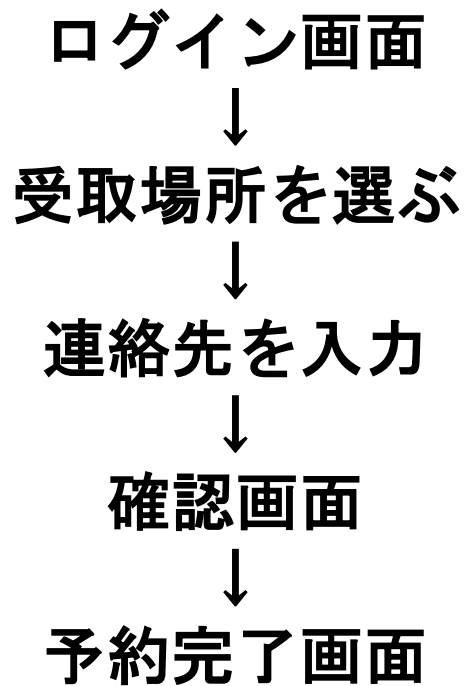 ログイン画面
↓
受取場所を選ぶ
↓
連絡先を入力
↓
確認画面
↓
予約完了画面